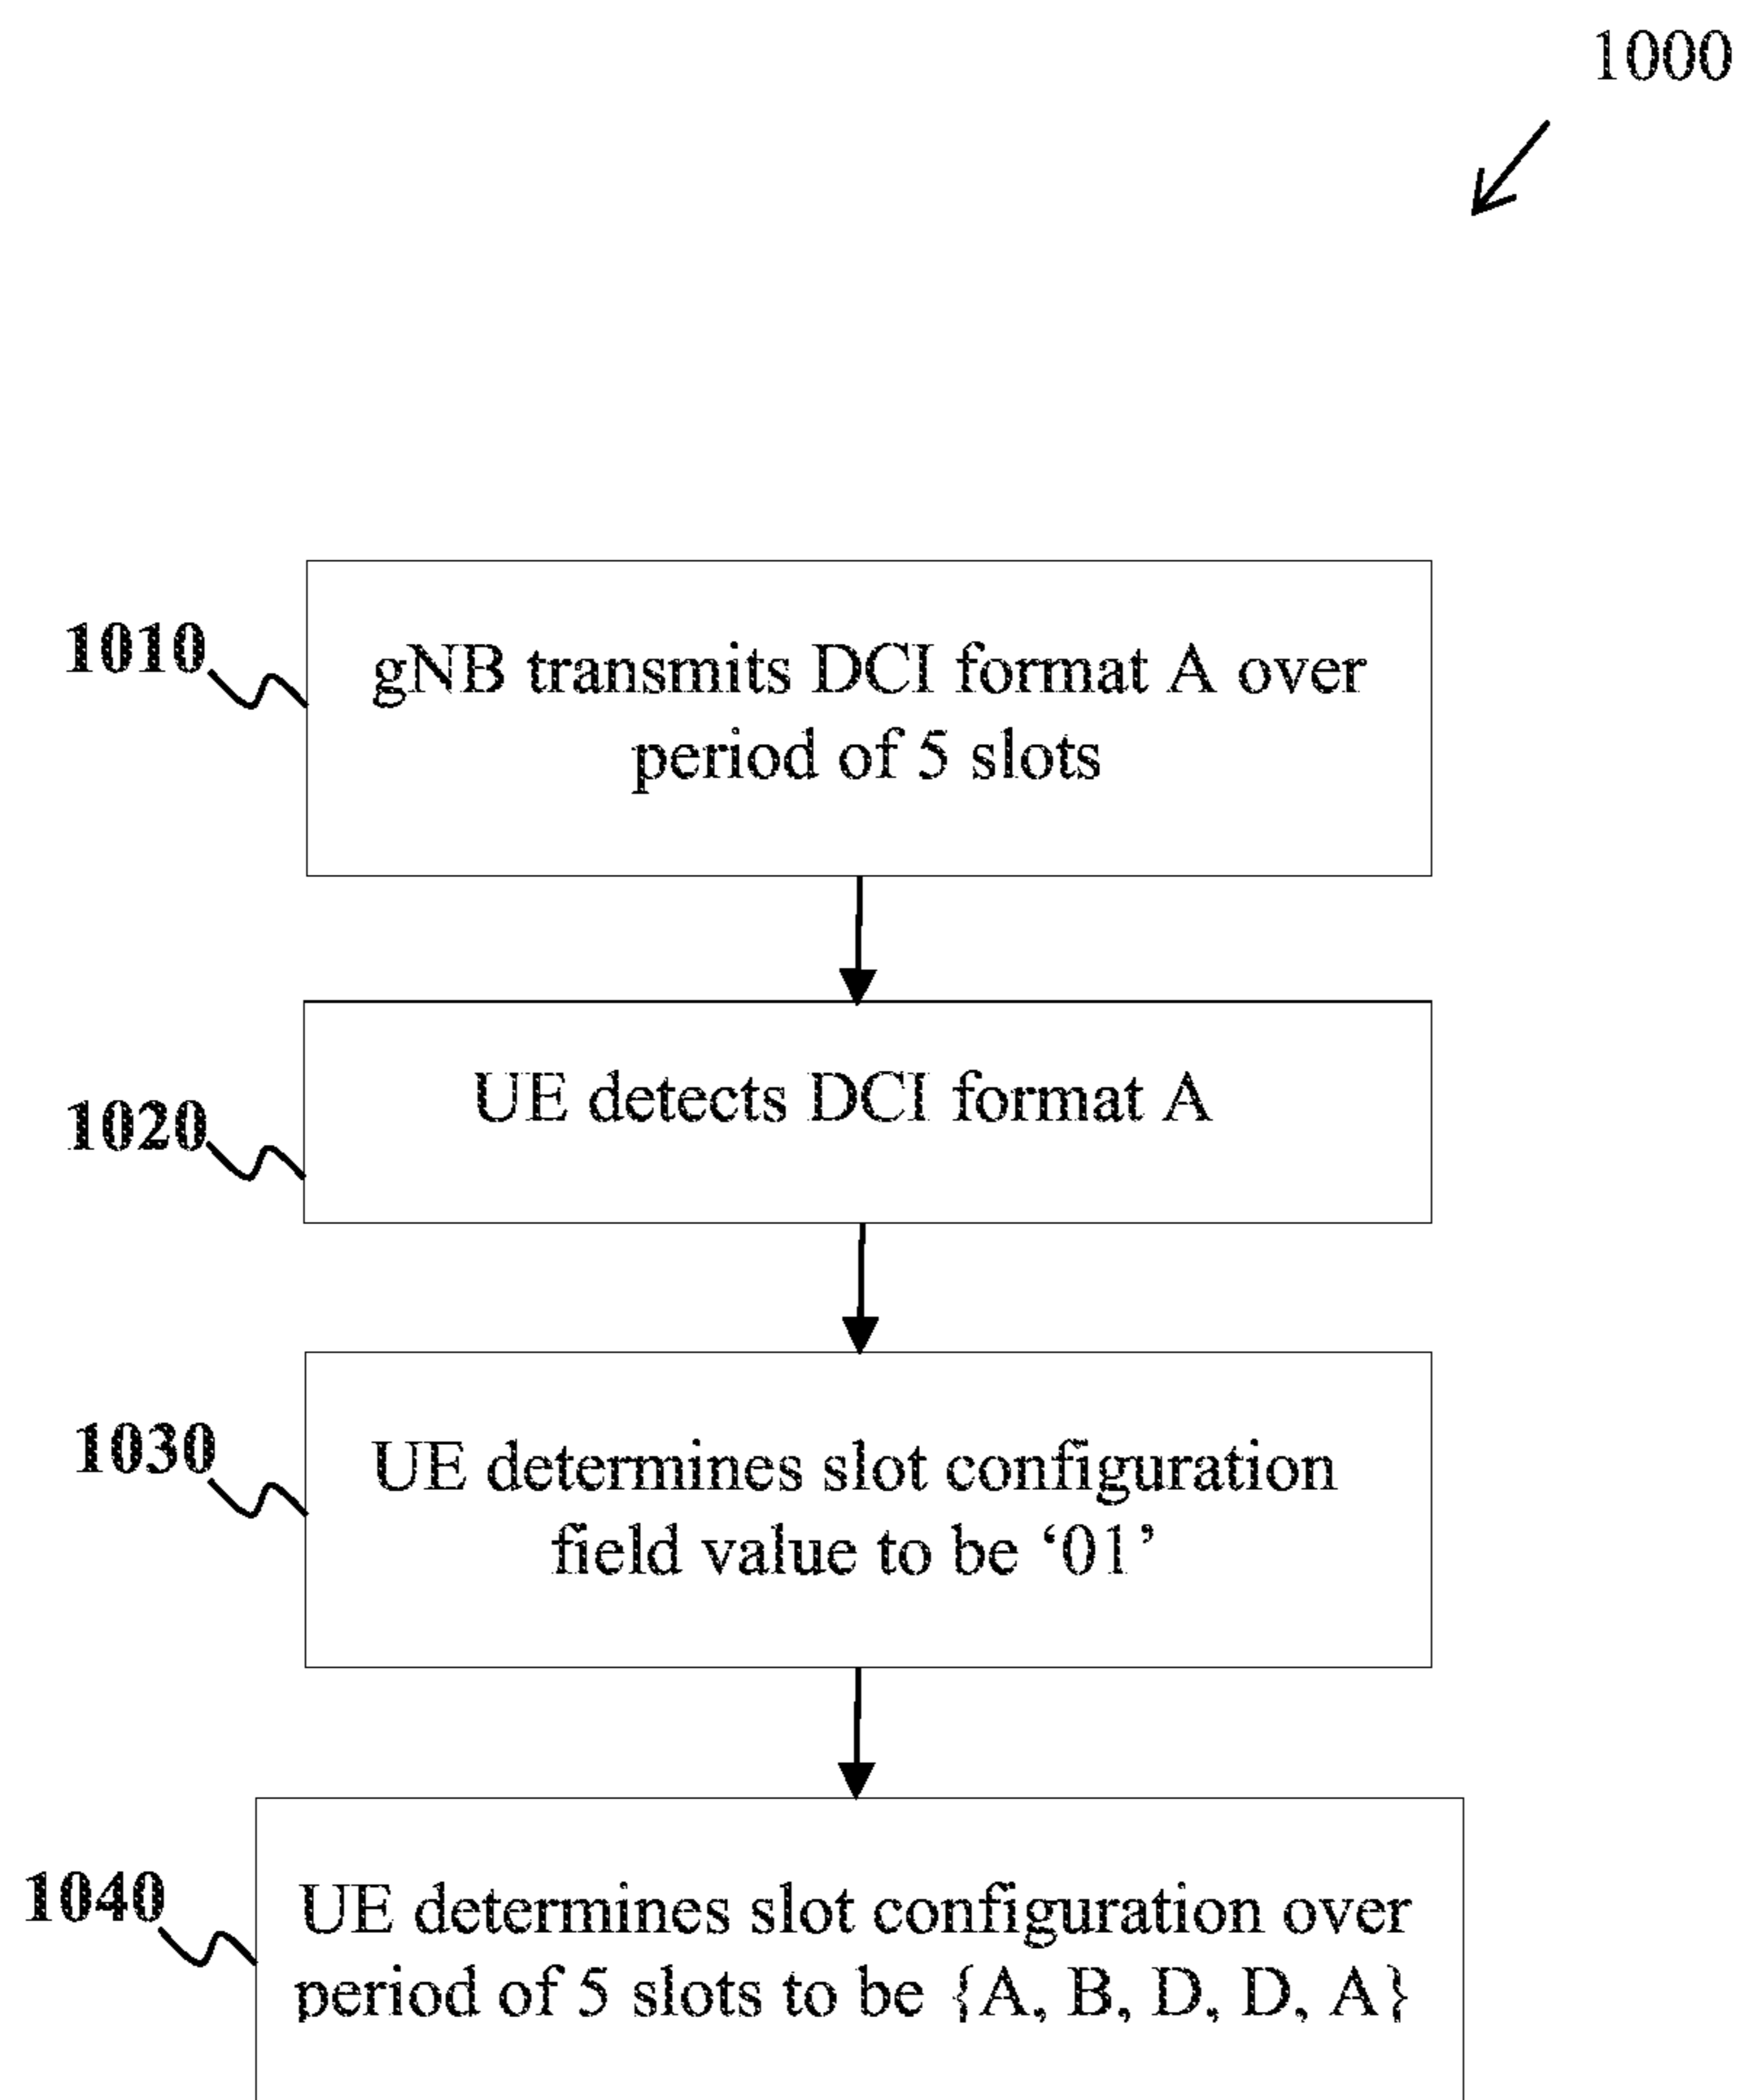 1000
1010
gNB transmits DCI format A over
period of 5 slots
UE detects DCI format A
1020
1030
UE determines slot configuration
field value to be ‘01’
1040
UE determines slot configuration over
period of 5 slots to be {A, B, D, D, A}